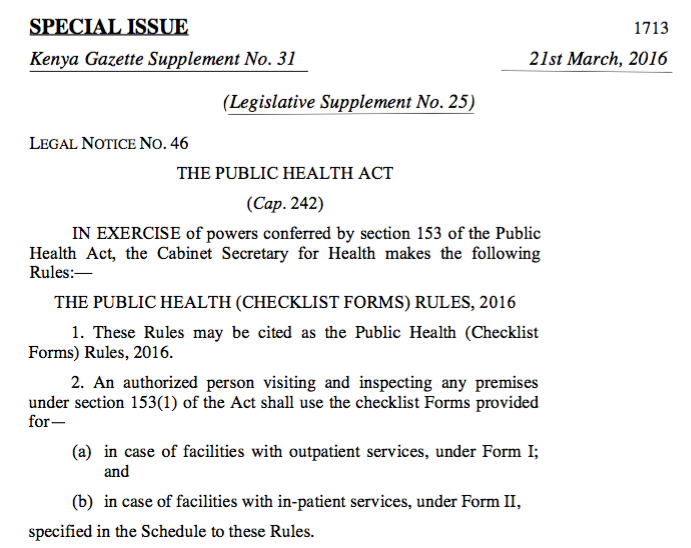 SPECIAL ISSUE 1713
Kenya Gazette Supplement No. 31 21st March, 2016
(Legislative Supplement No. 25)
LEGAL NOTICE NO. 46
THE PUBLIC HEALTH ACT
(Cap. 242)
IN EXERCISE of powers conferred by section 153 of the Public
Health Act, the Cabinet Secretary for Health makes the following
Rules:—
THE PUBLIC HEALTH (CHECKLIST FORMS) RULES, 2016
1. These Rules may be cited as the Public Health (Checklist
Forms) Rules, 2016.
2. An authorized person visiting and inspecting any premises
under section 153(1) of the Act shall use the checklist Forms provided
for—
(a) in case of facilities with outpatient services, under Form I;
and
(b) in case of facilities with in-patient services, under Form II,
specified in the Schedule to these Rules.